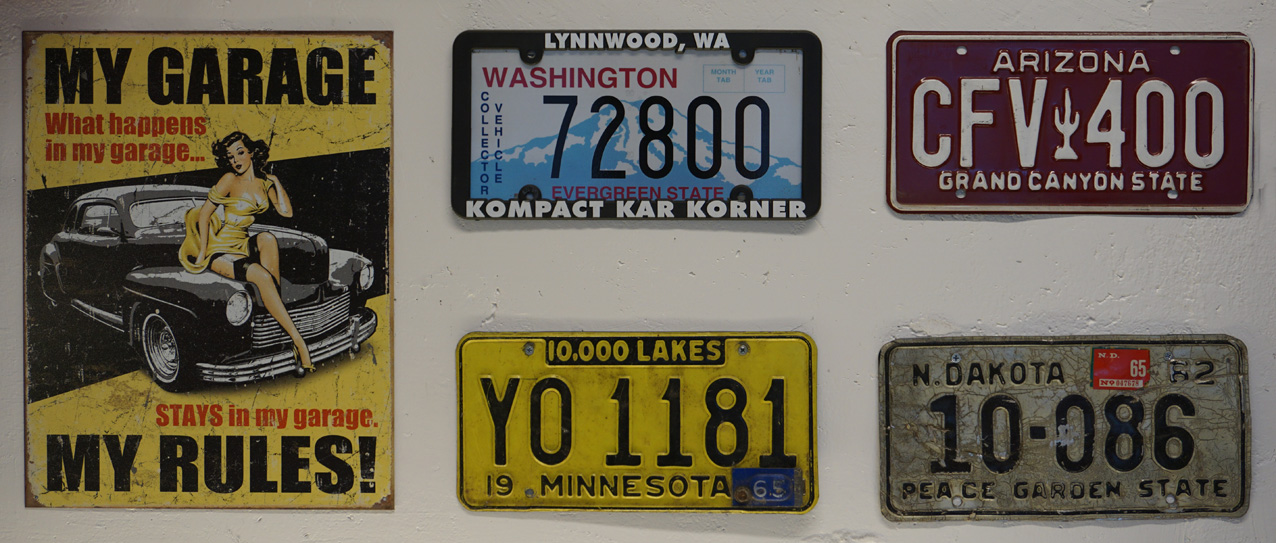 MY GARAGE
What happens
in my garage...
STAYS in my garage.
MY RULES!
LYNNWOOD, WA
WASHINGTON
MONTH TAB
YEAR TAB
COLLECTOR
VEHICLE
72800
EVERGREEN STATE
KOMPACT KAR KORNER
ARIZONA
CFV 400
GRAND CANYON STATE
10.000 LAKES
YO 1181
19 MINNESOTA 65
N. DAKOTA
N.D.
65
No 047678
62
10-086
PEACE GARDEN STATE